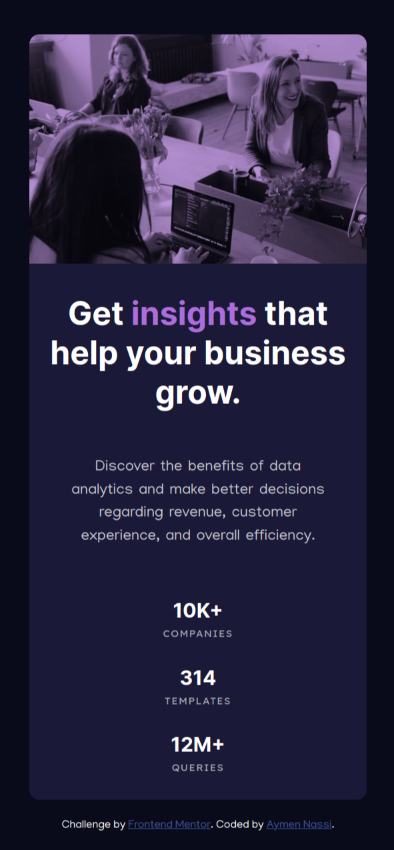 Get insights that
help your business
grow.
Discover the benefits of data
analytics and make better decisions
regarding revenue, customer
experience, and overall efficiency.
10K+
COMPANIES
314
TEMPLATES
12M+
QUERIES
Challenge by Frontend Mentor. Coded by Aymen Nassi.